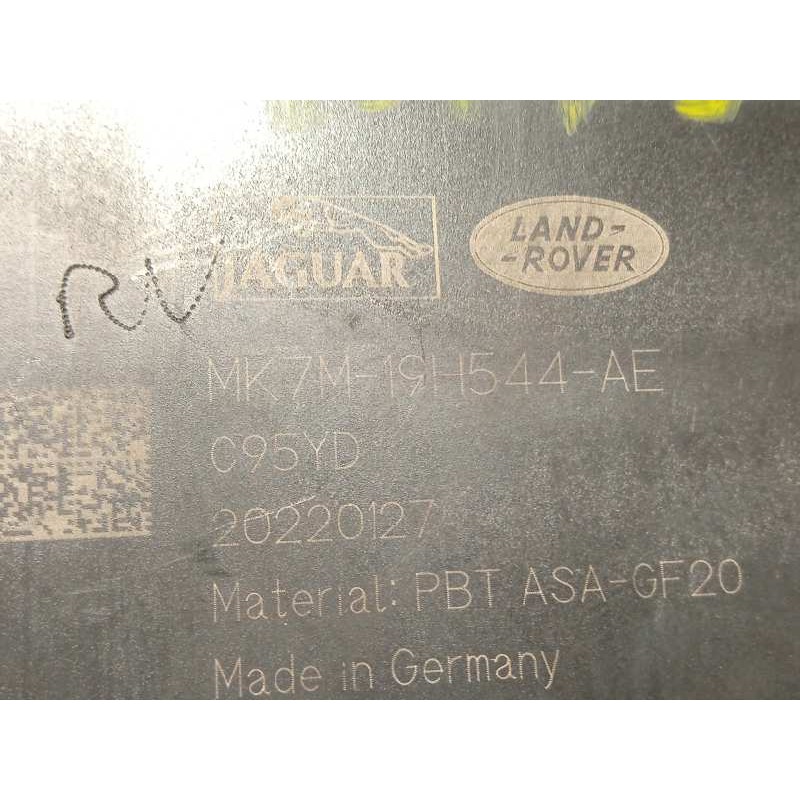 JAGUAR
LAND-
-ROVER
RV
MK7M-19H544-AE
C95YD
20220127
Material: PBT ASA-GF20
Made in Germany